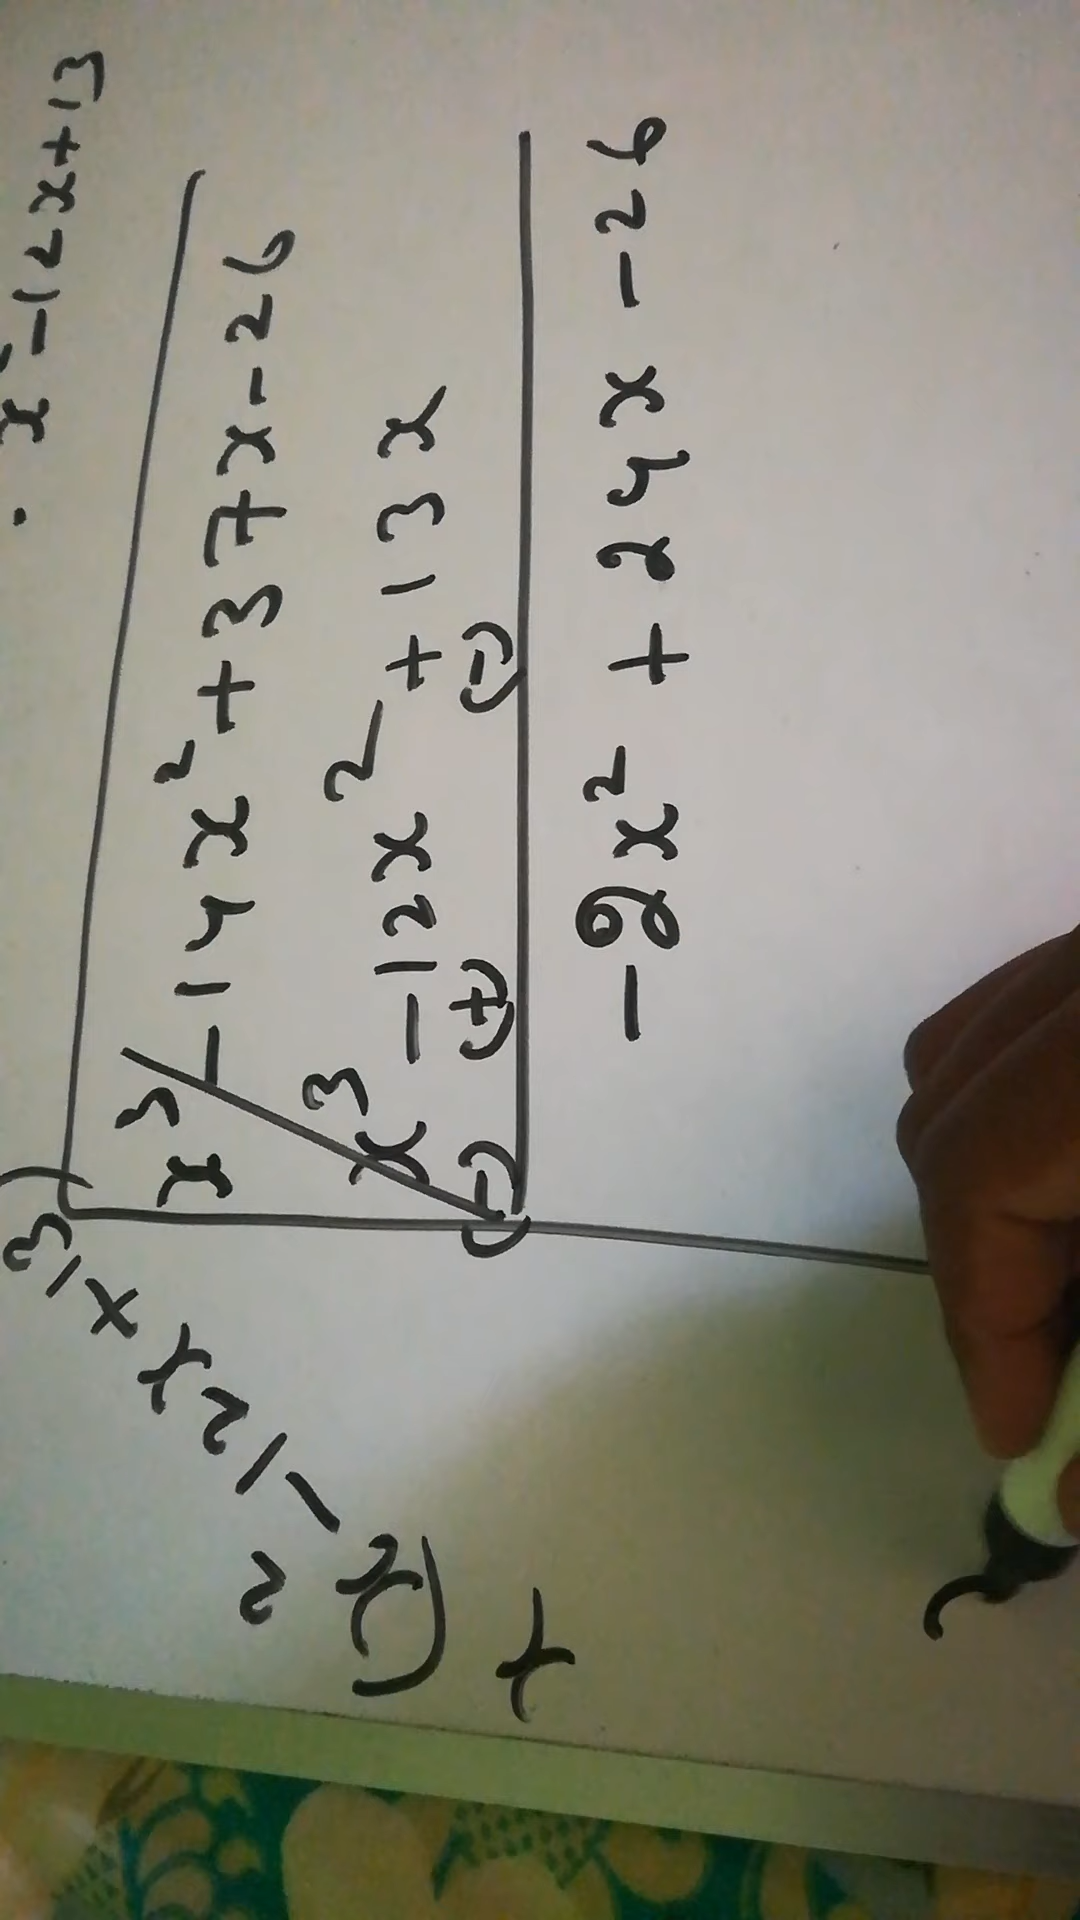 x² - 12x + 13
x³ - 14x² + 37x - 26
x³ - 12x² + 13x
(-) (+) (-)
- 2x² + 24x - 26
x(x² - 12x + 13)